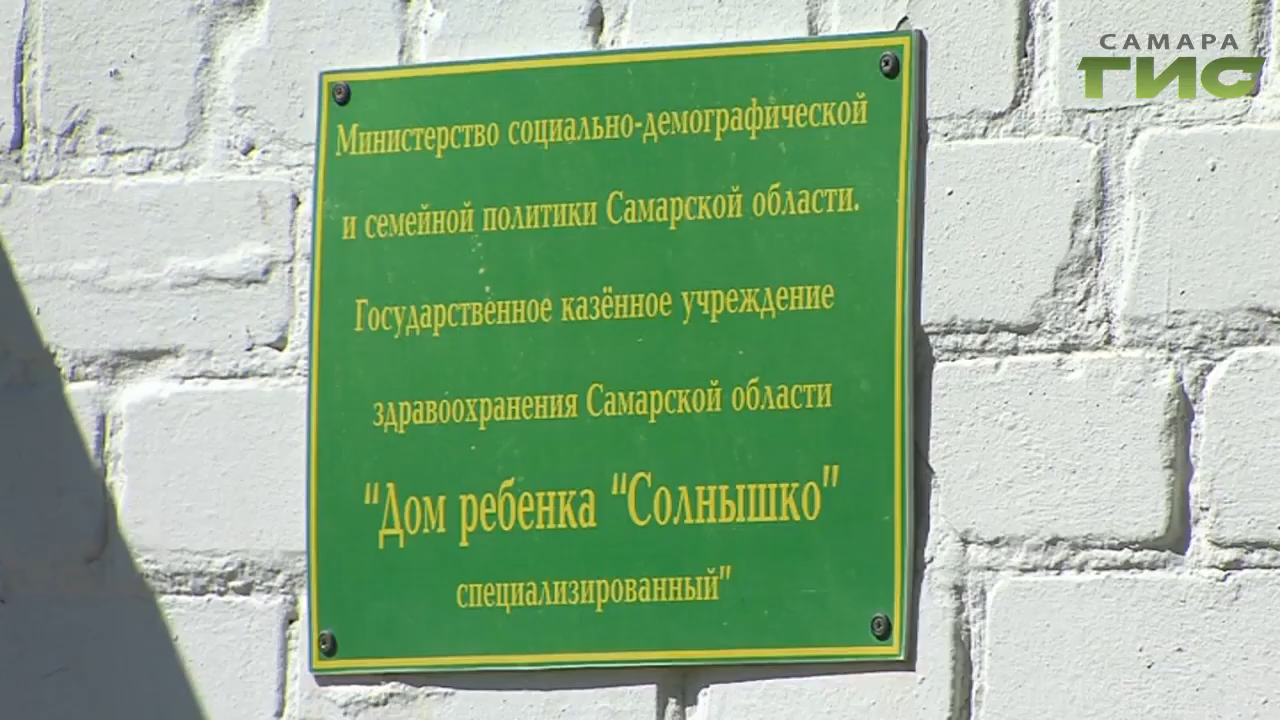 САМАРА
ГИС
Министерство социально-демографической
и семейной политики Самарской области.
Государственное казённое учреждение
здравоохранения Самарской области
“Дом ребенка “Солнышко”
специализированный”